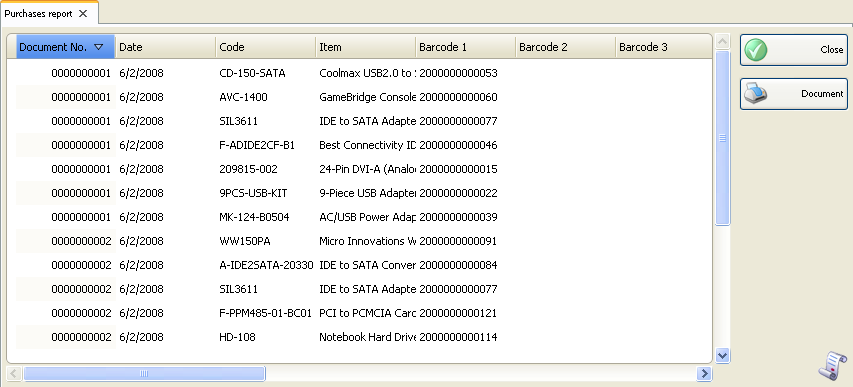 Purchases report
Document No. Date Code Item Barcode 1 Barcode 2 Barcode 3
0000000001 6/2/2008 CD-150-SATA Coolmax USB2.0 to 2000000000053
0000000001 6/2/2008 AVC-1400 GameBridge Console 2000000000060
0000000001 6/2/2008 SIL3611 IDE to SATA Adapte 2000000000077
0000000001 6/2/2008 F-ADIDE2CF-B1 Best Connectivity ID 2000000000046
0000000001 6/2/2008 209815-002 24-Pin DVI-A (Analo 2000000000015
0000000001 6/2/2008 9PCS-USB-KIT 9-Piece USB Adapter 2000000000022
0000000001 6/2/2008 MK-124-B0504 AC/USB Power Adap 2000000000039
0000000002 6/2/2008 WW150PA Micro Innovations W 2000000000091
0000000002 6/2/2008 A-IDE2SATA-20330 IDE to SATA Conver 2000000000084
0000000002 6/2/2008 SIL3611 IDE to SATA Adapte 2000000000077
0000000002 6/2/2008 F-PPM485-01-BC01 PCI to PCMCIA Card 2000000000121
0000000002 6/2/2008 HD-108 Notebook Hard Drive 2000000000114
Close
Document